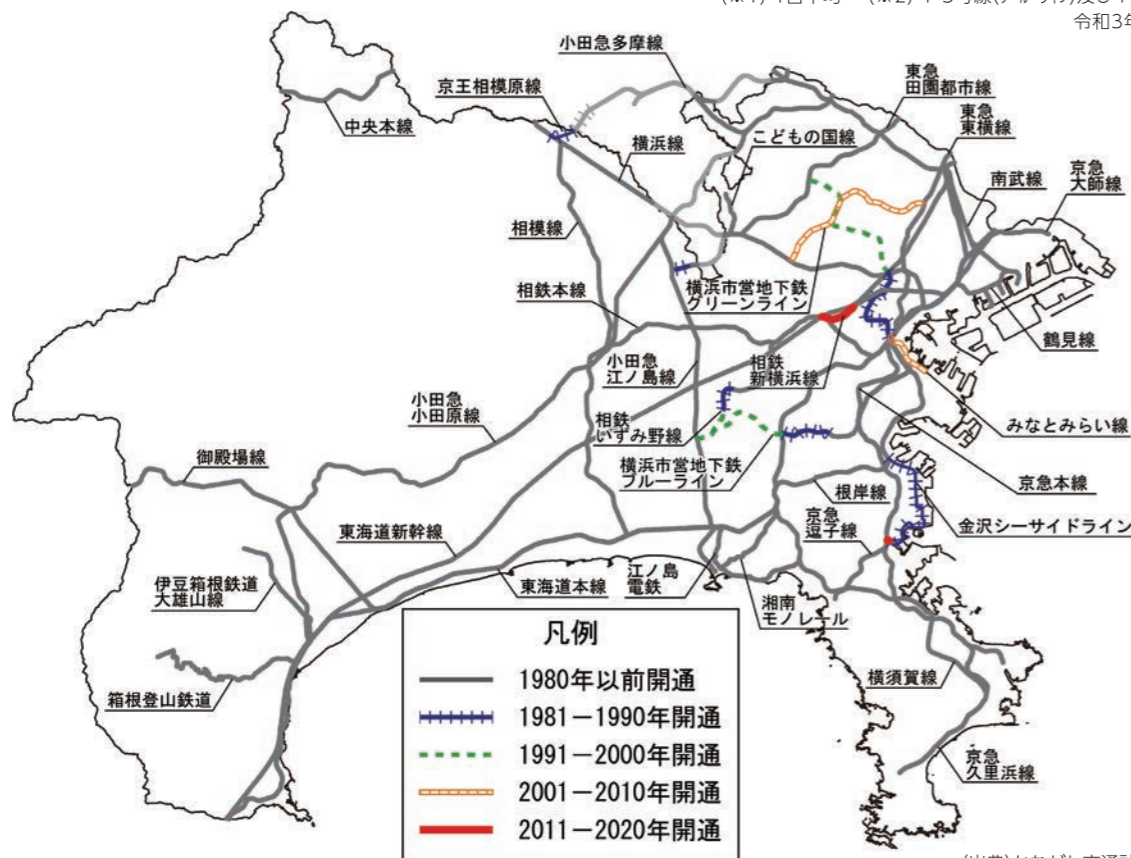 令和3年
小田急多摩線
京王相模原線
中央本線
横浜線
こどもの国線
東急
田園都市線
東急
東横線
南武線
京急
大師線
相模線
相鉄本線
横浜市営地下鉄
グリーンライン
鶴見線
小田急
江ノ島線
相鉄
新横浜線
小田急
小田原線
相鉄
いずみ野線
みなとみらい線
御殿場線
横浜市営地下鉄
ブルーライン
根岸線
京急本線
京急
逗子線
金沢シーサイドライン
東海道新幹線
伊豆箱根鉄道
大雄山線
東海道本線
江ノ島
電鉄
湘南
モノレール
箱根登山鉄道
横須賀線
京急
久里浜線
凡例
1980年以前開通
1981－1990年開通
1991－2000年開通
2001－2010年開通
2011－2020年開通